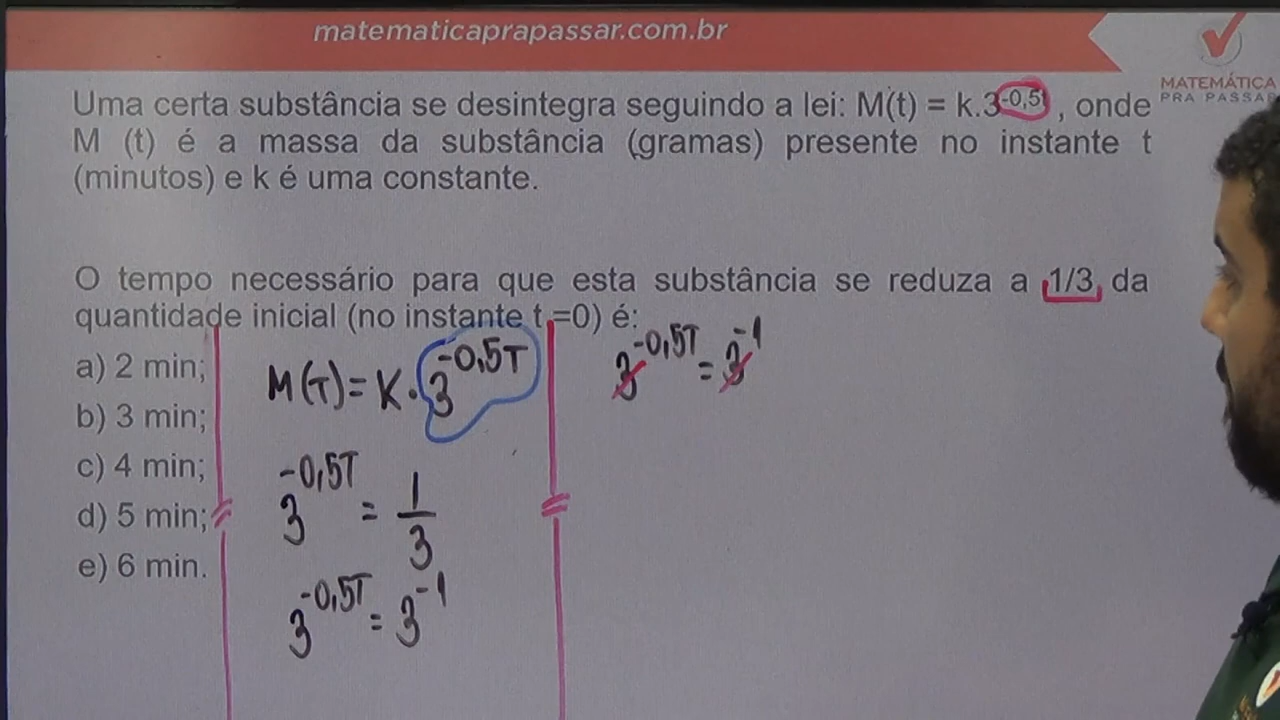 matematicaprapassar.com.br
MATEMÁTICA
PRA PASSAR
Uma certa substância se desintegra seguindo a lei: M(t) = k.3^-0,5t , onde
M (t) é a massa da substância (gramas) presente no instante t
(minutos) e k é uma constante.
O tempo necessário para que esta substância se reduza a 1/3 da
quantidade inicial (no instante t =0) é:
a) 2 min;
b) 3 min;
c) 4 min;
d) 5 min;
e) 6 min.
M(T) = K · 3^-0,5T
3^-0,5T = 1/3
3^-0,5T = 3^-1
3^-0,5T = 3^-1